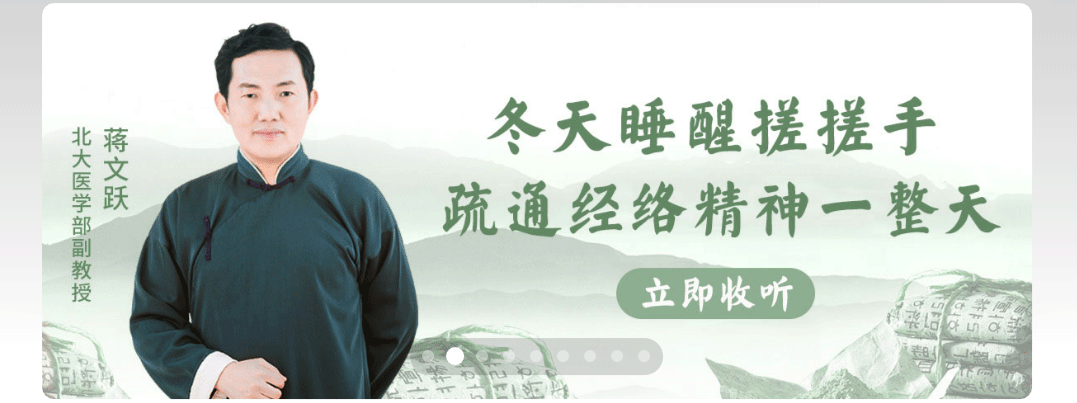 冬天睡醒搓搓手
疏通经络精神一整天
立即收听
蒋文跃
北大医学部副教授